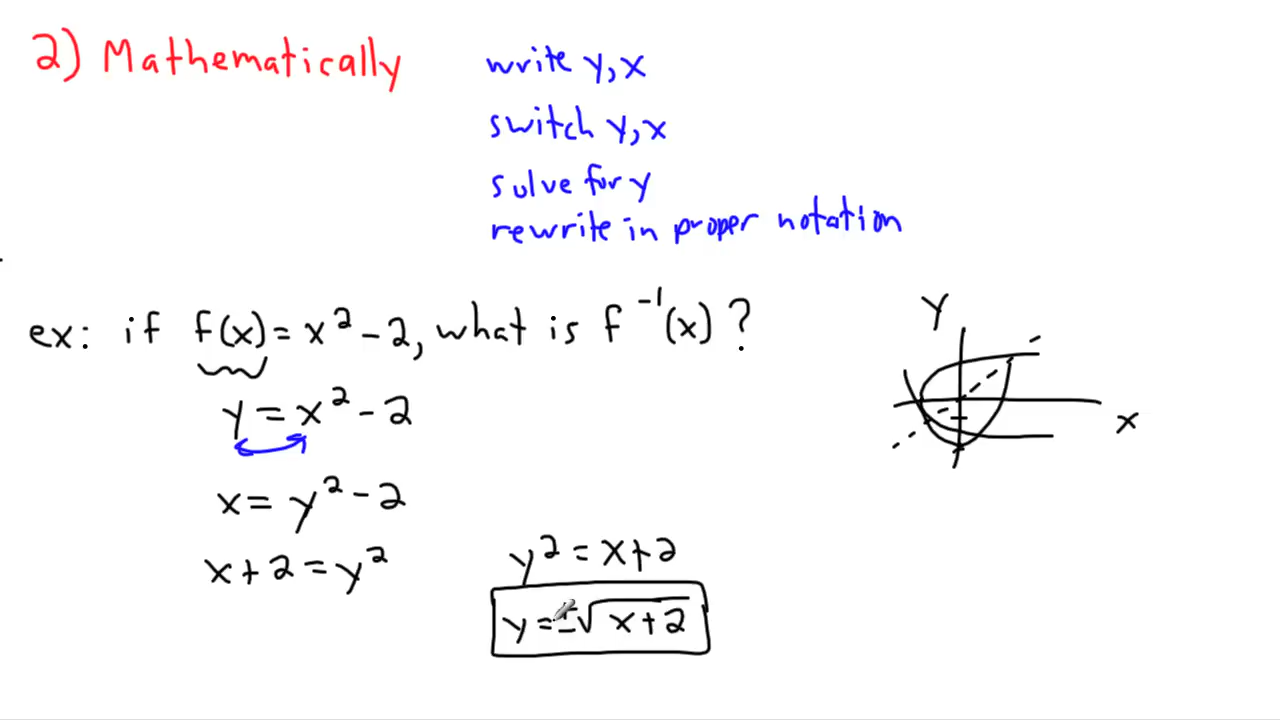 2) Mathematically
write y, x
switch y, x
solve for y
rewrite in proper notation
ex: if f(x) = x² - 2, what is f⁻¹(x) ?
y = x² - 2
x = y² - 2
x + 2 = y²
y² = x + 2
y = ±√(x + 2)
Y
x